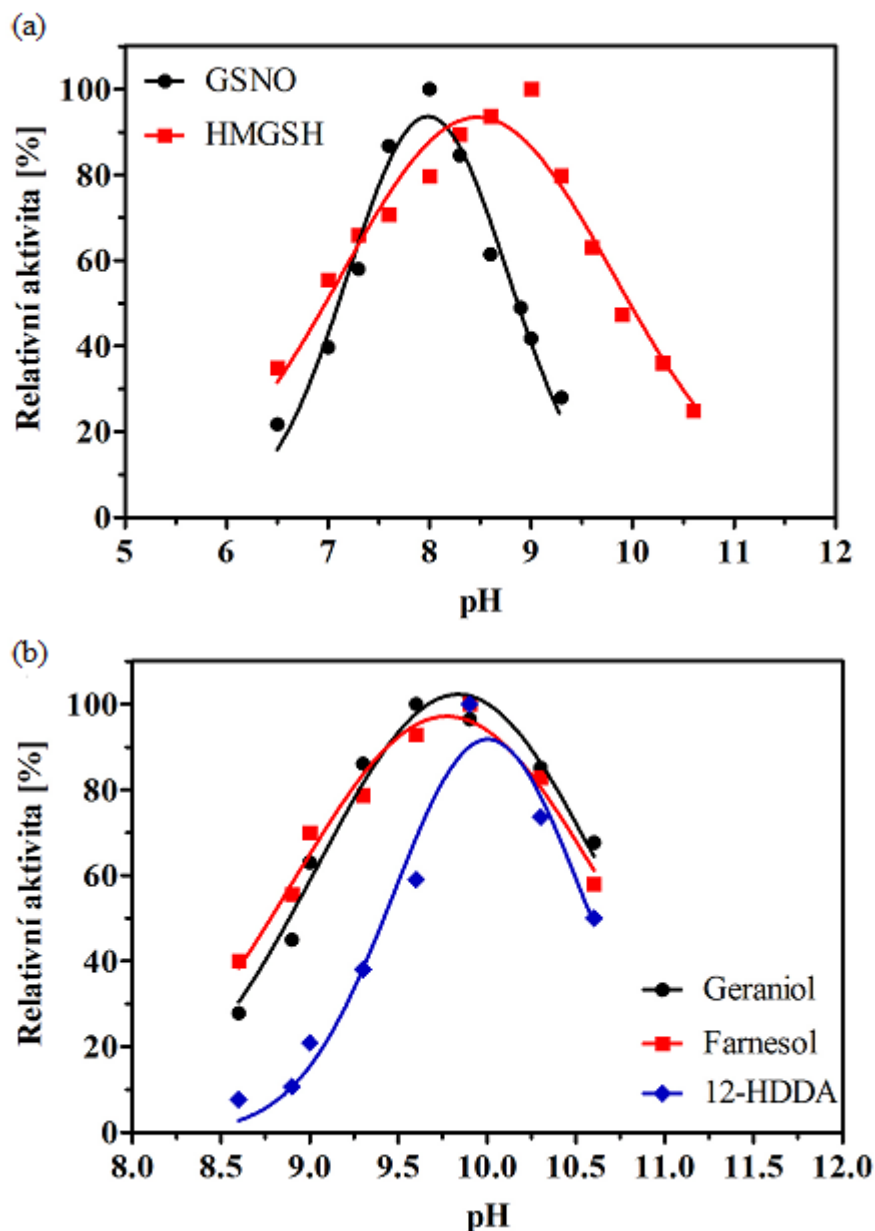 (a)
GSNO
HMGSH
Relativní aktivita [%]
100
80
60
40
20
0
5 6 7 8 9 10 11 12
pH
(b)
Relativní aktivita [%]
100
80
60
40
20
0
Geraniol
Farnesol
12-HDDA
8.0 8.5 9.0 9.5 10.0 10.5 11.0 11.5 12.0
pH